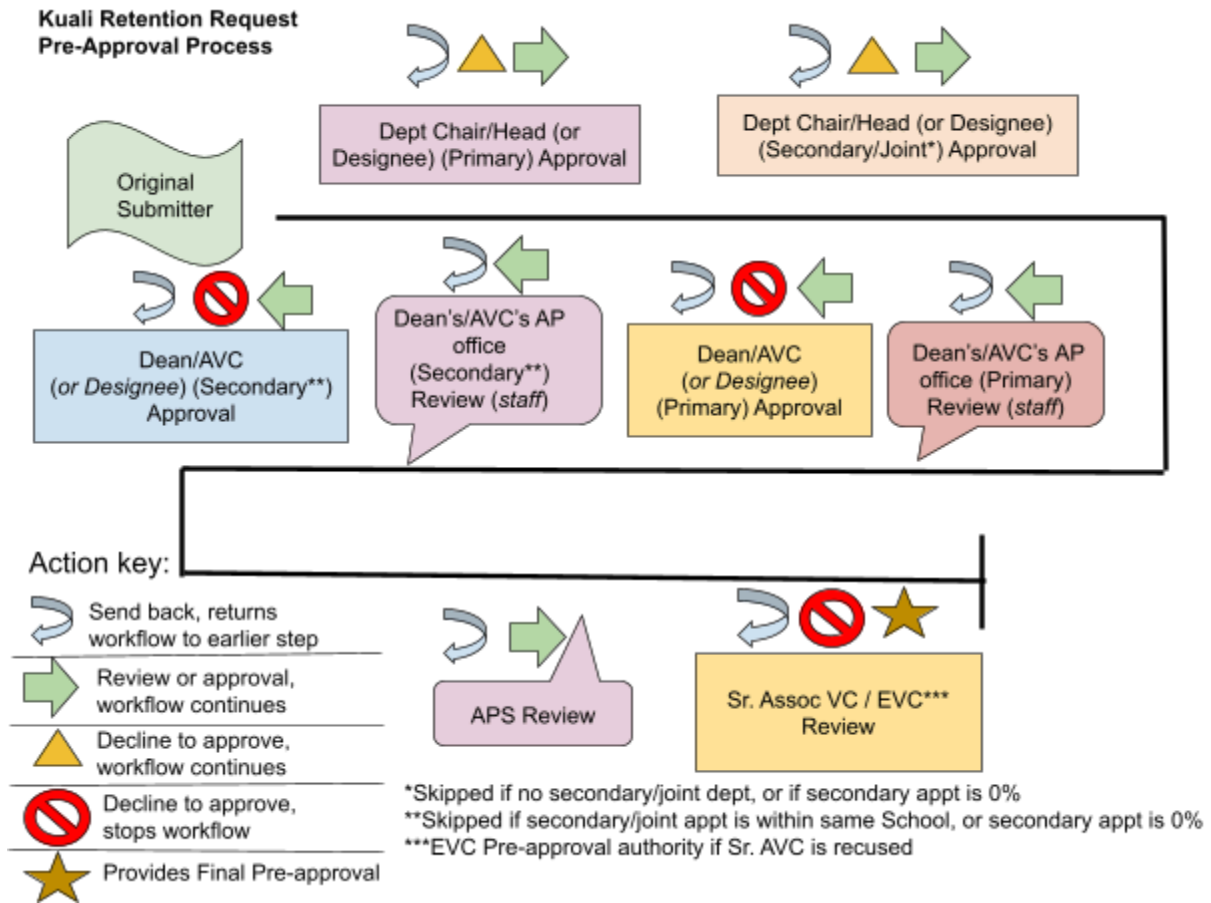 Kuali Retention Request
Pre-Approval Process
Dept Chair/Head (or
Designee) (Primary) Approval
Dept Chair/Head (or Designee)
(Secondary/Joint*) Approval
Original
Submitter
Dean/AVC
(or Designee) (Secondary**)
Approval
Dean's/AVC's AP
office
(Secondary**)
Review (staff)
Dean/AVC
(or Designee)
(Primary) Approval
Dean's/AVC's AP
office (Primary)
Review (staff)
Action key:
Send back, returns
workflow to earlier step
Review or approval,
workflow continues
Decline to approve,
workflow continues
Decline to approve,
stops workflow
Provides Final Pre-approval
APS Review
Sr. Assoc VC / EVC***
Review
*Skipped if no secondary/joint dept, or if secondary appt is 0%
**Skipped if secondary/joint appt is within same School, or secondary appt is 0%
***EVC Pre-approval authority if Sr. AVC is recused